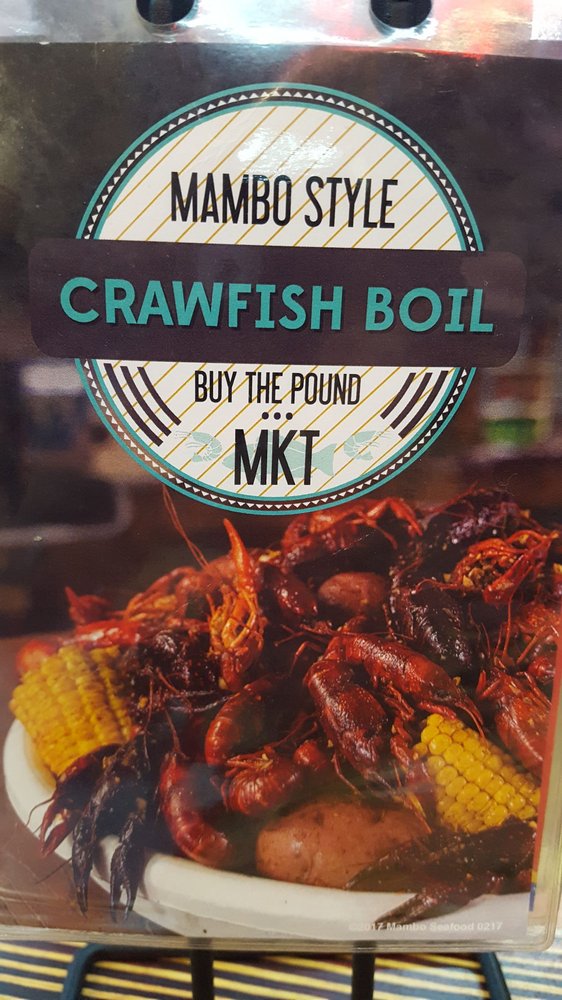 MAMBO STYLE
CRAWFISH BOIL
BUY THE POUND
MKT
©2017 Mambo Seafood 0217